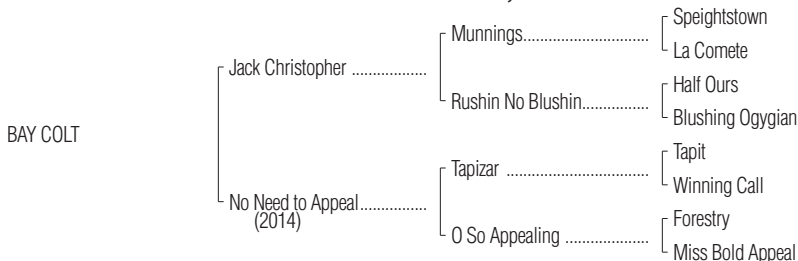 Speightstown
Munnings..............................
La Comete
Jack Christopher ..................
Half Ours
Rushin No Blushin................
Blushing Ogygian
BAY COLT
Tapit
Tapizar ..................................
Winning Call
No Need to Appeal................
(2014)
Forestry
O So Appealing ....................
Miss Bold Appeal